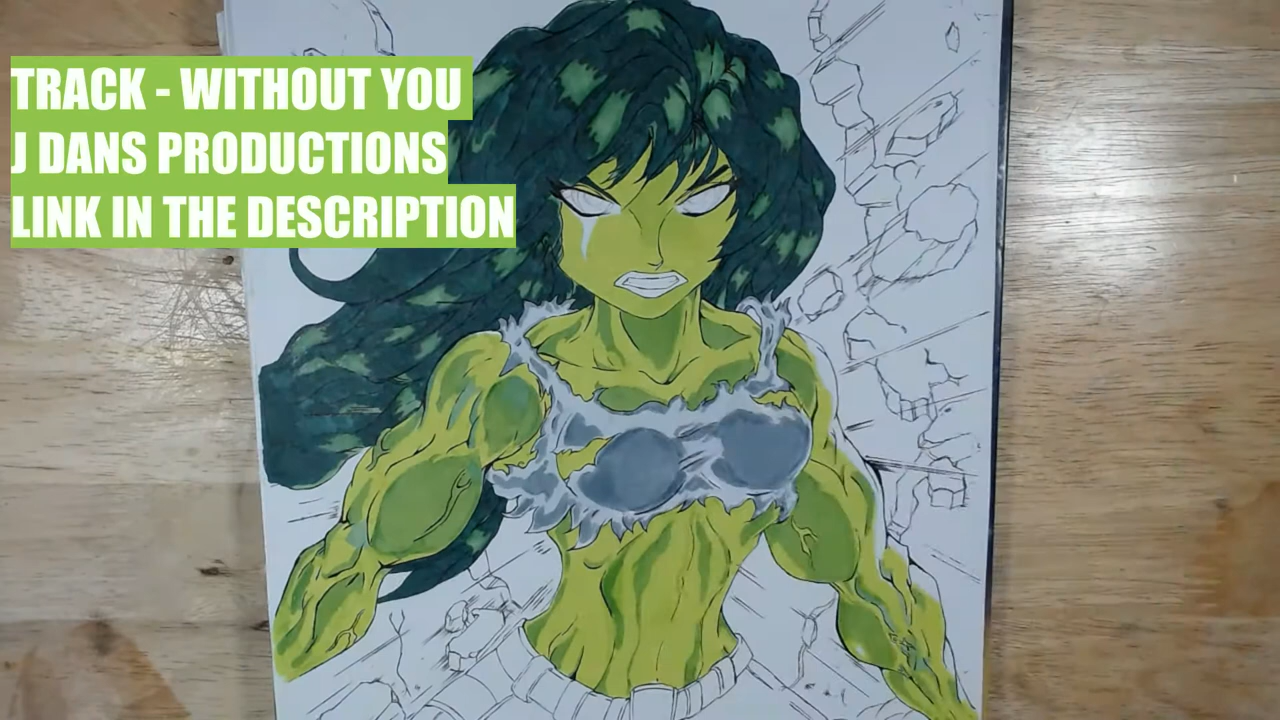 TRACK - WITHOUT YOU
J DANS PRODUCTIONS
LINK IN THE DESCRIPTION